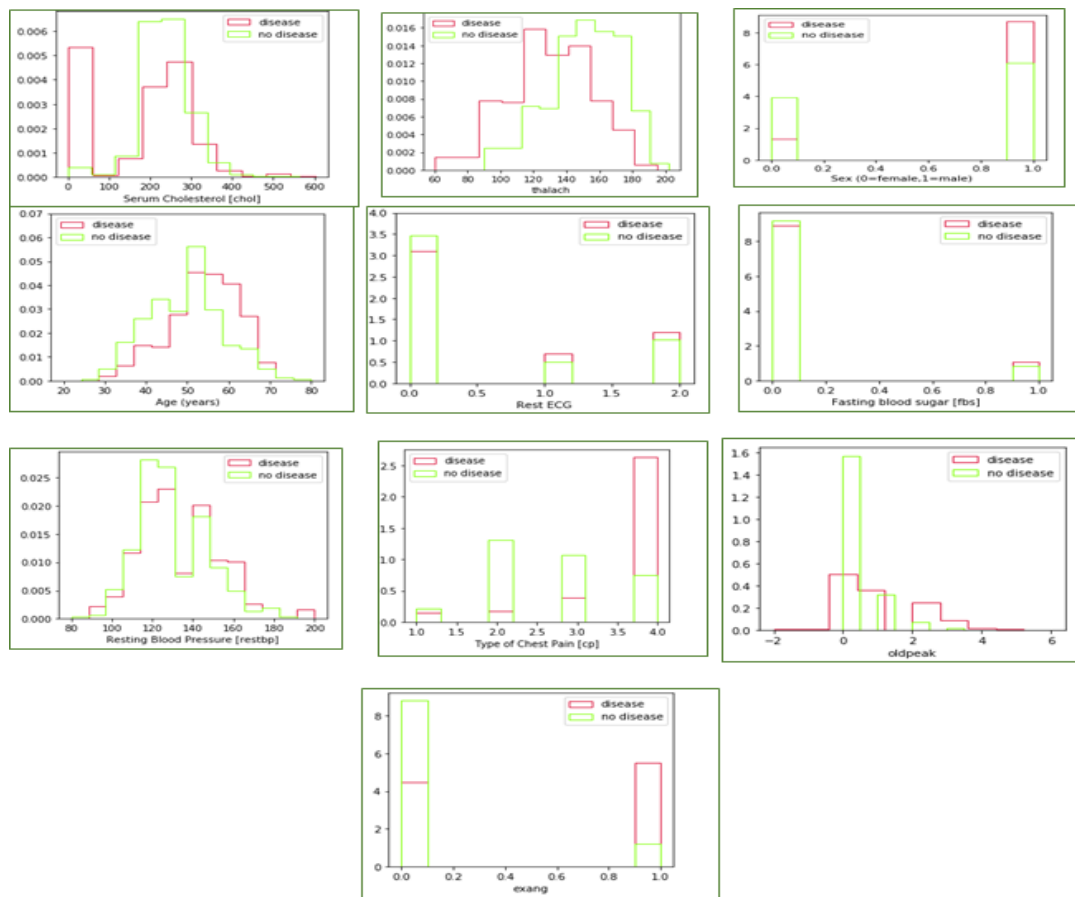 disease
no disease
0.006
0.005
0.004
0.003
0.002
0.001
0.000
0 100 200 300 400 500 600
Serum Cholesterol [chol]
disease
no disease
0.016
0.014
0.012
0.010
0.008
0.006
0.004
0.002
0.000
60 80 100 120 140 160 180 200
thalach
disease
no disease
8
6
4
2
0
0.0 0.2 0.4 0.6 0.8 1.0
Sex (0=female,1=male)
0.07
0.06
0.05
0.04
0.03
0.02
0.01
0.00
disease
no disease
20 30 40 50 60 70 80
Age (years)
4.0
3.5
3.0
2.5
2.0
1.5
1.0
0.5
0.0
disease
no disease
0.0 0.5 1.0 1.5 2.0
Rest ECG
disease
no disease
8
6
4
2
0
0.0 0.2 0.4 0.6 0.8 1.0
Fasting blood sugar [fbs]
disease
no disease
0.025
0.020
0.015
0.010
0.005
0.000
80 100 120 140 160 180 200
Resting Blood Pressure [restbp]
2.5
2.0
1.5
1.0
0.5
0.0
disease
no disease
1.0 1.5 2.0 2.5 3.0 3.5 4.0
Type of Chest Pain [cp]
1.6
1.4
1.2
1.0
0.8
0.6
0.4
0.2
0.0
disease
no disease
−2 0 2 4 6
oldpeak
disease
no disease
8
6
4
2
0
0.0 0.2 0.4 0.6 0.8 1.0
exang